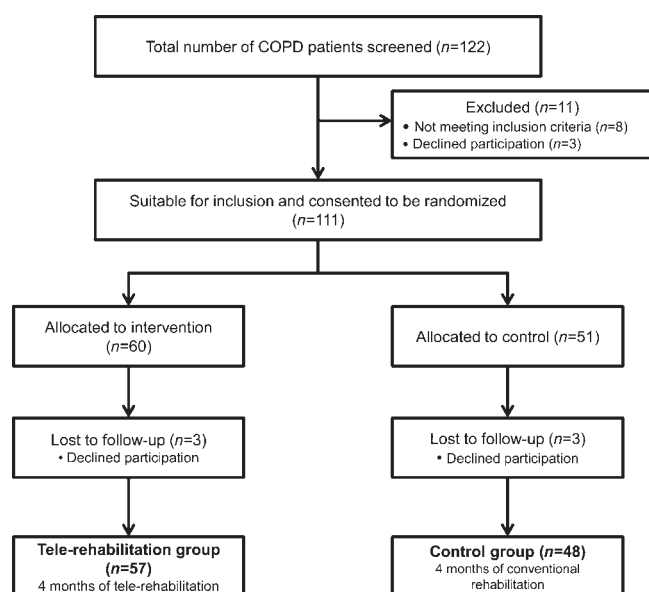 Total number of COPD patients screened (n=122)
Excluded (n=11)
• Not meeting inclusion criteria (n=8)
• Declined participation (n=3)
Suitable for inclusion and consented to be randomized
(n=111)
Allocated to intervention
(n=60)
Allocated to control (n=51)
Lost to follow-up (n=3)
• Declined participation
Lost to follow-up (n=3)
• Declined participation
Tele-rehabilitation group
(n=57)
4 months of tele-rehabilitation
Control group (n=48)
4 months of conventional
rehabilitation